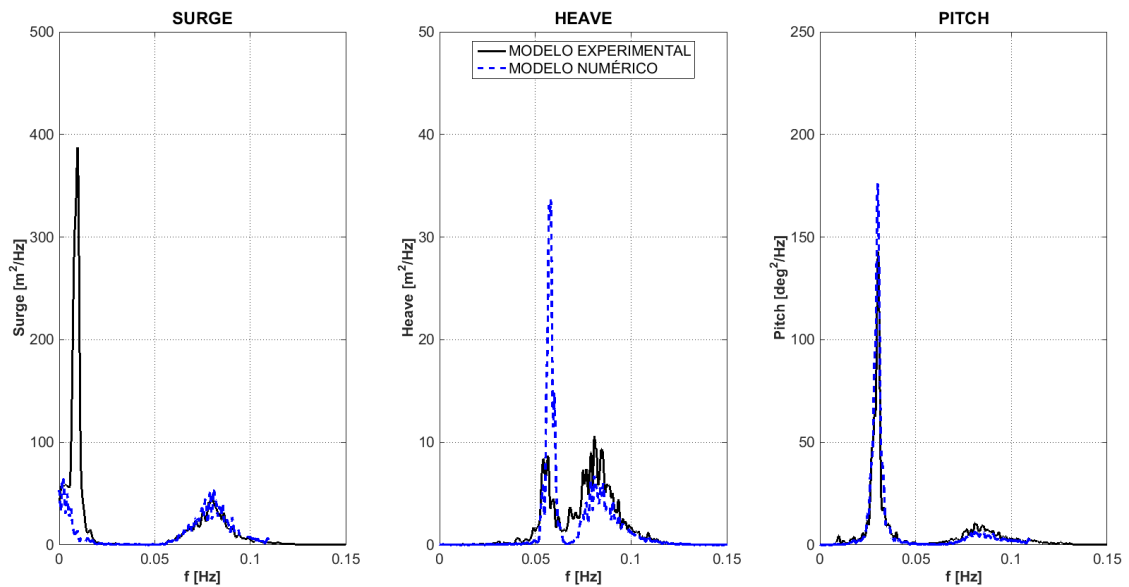 SURGE
HEAVE
PITCH
MODELO EXPERIMENTAL
MODELO NUMÉRICO
Surge [m²/Hz]
500
400
300
200
100
0
0
0.05
0.1
0.15
f [Hz]
Heave [m²/Hz]
50
40
30
20
10
0
0
0.05
0.1
0.15
f [Hz]
Pitch [deg²/Hz]
250
200
150
100
50
0
0
0.05
0.1
0.15
f [Hz]